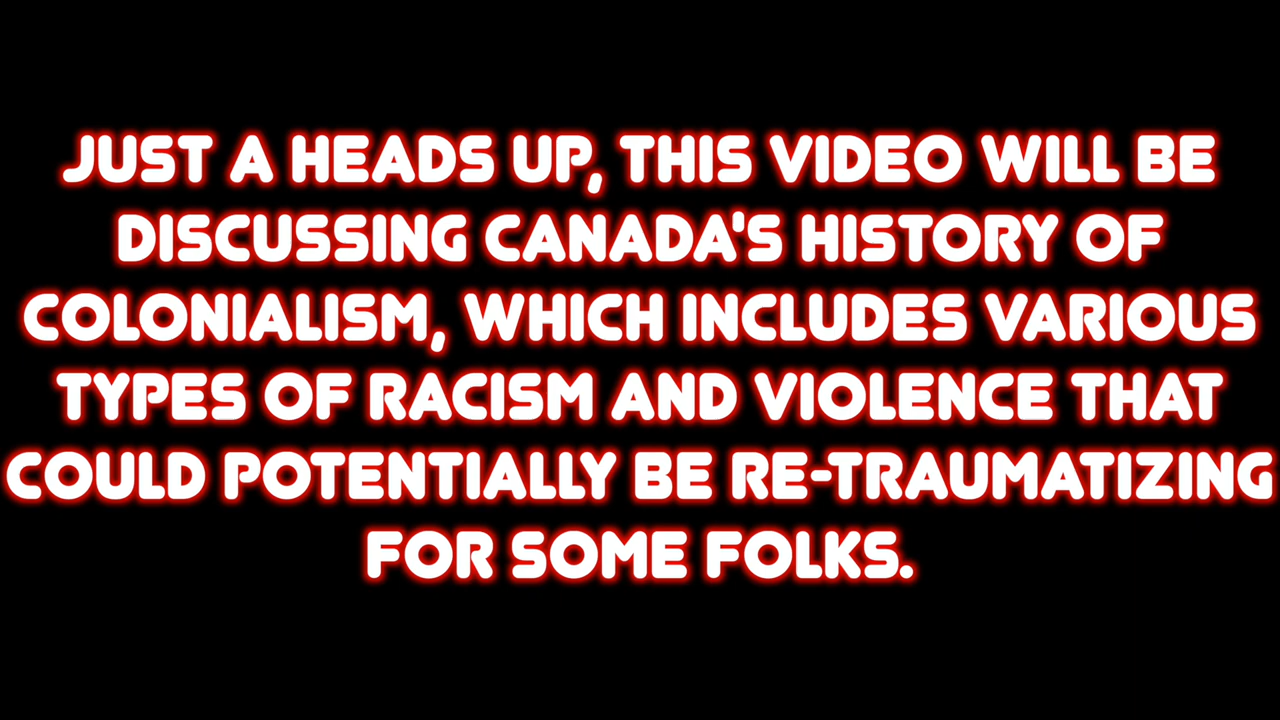 JUST A HEADS UP, THIS VIDEO WILL BE
DISCUSSING CANADA'S HISTORY OF
COLONIALISM, WHICH INCLUDES VARIOUS
TYPES OF RACISM AND VIOLENCE THAT
COULD POTENTIALLY BE RE-TRAUMATIZING
FOR SOME FOLKS.